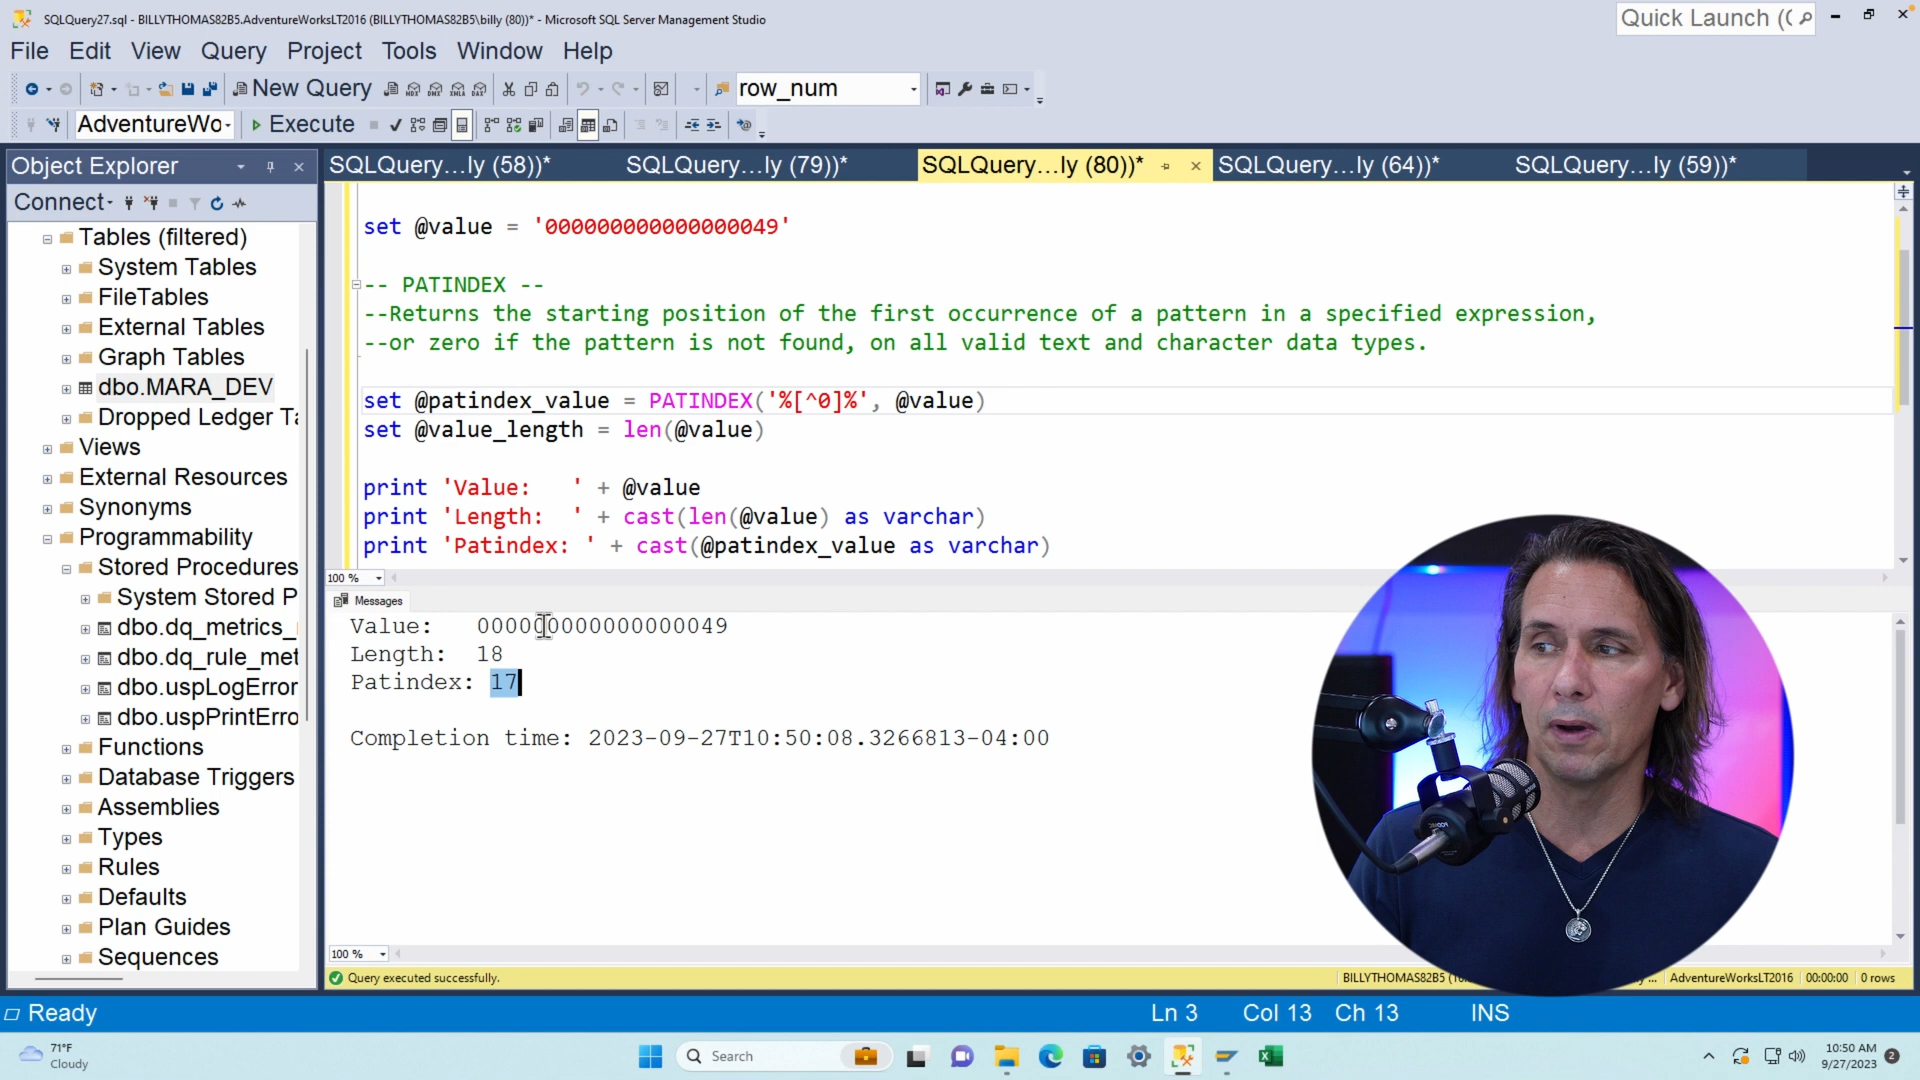 SQLQuery27.sql - BILLYTHOMAS82B5.AdventureWorksLT2016 (BILLYTHOMAS82B5\billy (80))* - Microsoft SQL Server Management Studio
Quick Launch (C
File Edit View Query Project Tools Window Help
New Query row_num
AdventureWo Execute
Object Explorer
SQLQuery...ly (58))* SQLQuery...ly (79))* SQLQuery...ly (80))* SQLQuery...ly (64))* SQLQuery...ly (59))*
Connect
Tables (filtered)
System Tables
FileTables
External Tables
Graph Tables
dbo.MARA_DEV
Dropped Ledger Ta
Views
External Resources
Synonyms
Programmability
Stored Procedures
System Stored P
dbo.dq_metrics_
dbo.dq_rule_met
dbo.uspLogError
dbo.uspPrintErro
Functions
Database Triggers
Assemblies
Types
Rules
Defaults
Plan Guides
Sequences
set @value = '000000000000000049'
-- PATINDEX --
--Returns the starting position of the first occurrence of a pattern in a specified expression,
--or zero if the pattern is not found, on all valid text and character data types.
set @patindex_value = PATINDEX('%[^0]%', @value)
set @value_length = len(@value)
print 'Value:   ' + @value
print 'Length:  ' + cast(len(@value) as varchar)
print 'Patindex: ' + cast(@patindex_value as varchar)
100 %
Messages
Value:   000000000000000049
Length:  18
Patindex: 17
Completion time: 2023-09-27T10:50:08.3266813-04:00
100 %
Query executed successfully.
BILLYTHOMAS82B5 AdventureWorksLT2016 00:00:00 0 rows
Ready Ln 3 Col 13 Ch 13 INS
71°F
Cloudy
Search
10:50 AM
9/27/2023
2